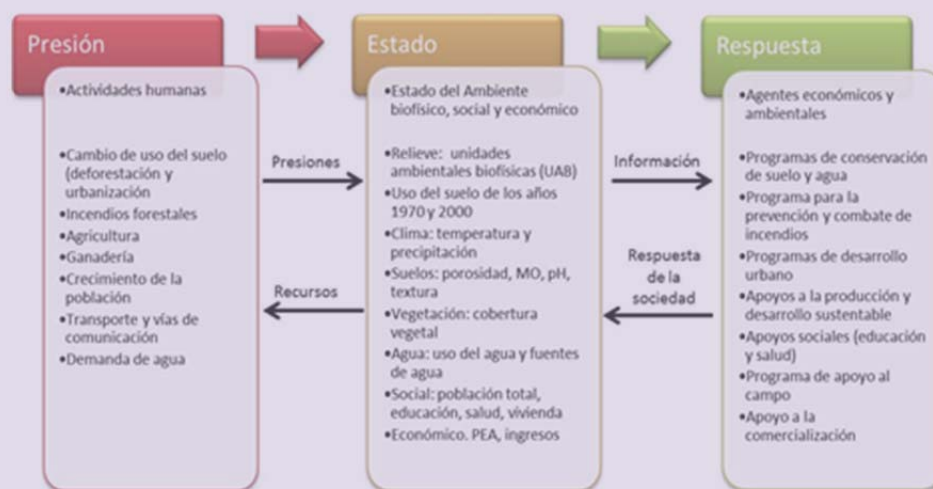 Presión
•Actividades humanas
•Cambio de uso del suelo
(deforestación y
urbanización
•Incendios forestales
•Agricultura
•Ganadería
•Crecimiento de la
población
•Transporte y vías de
comunicación
•Demanda de agua
Presiones
Recursos
Estado
•Estado del Ambiente
biofísico, social y económico
•Relieve: unidades
ambientales biofísicas (UAB)
•Uso del suelo de los años
1970 y 2000
•Clima: temperatura y
precipitación
•Suelos: porosidad, MO, pH,
textura
•Vegetación: cobertura
vegetal
•Agua: uso del agua y fuentes
de agua
•Social: población total,
educación, salud, vivienda
•Económico. PEA, ingresos
Información
Respuesta
de la
sociedad
Respuesta
•Agentes económicos y
ambientales
•Programas de conservación
de suelo y agua
•Programa para la
prevención y combate de
incendios
•Programas de desarrollo
urbano
•Apoyos a la producción y
desarrollo sustentable
•Apoyos sociales (educación
y salud)
•Programa de apoyo al
campo
•Apoyo a la
comercialización